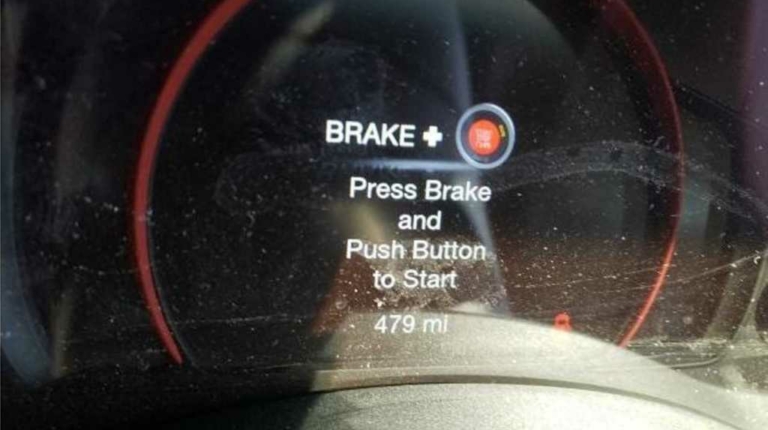 BRAKE +
Press Brake
and
Push Button
to Start
479 mi